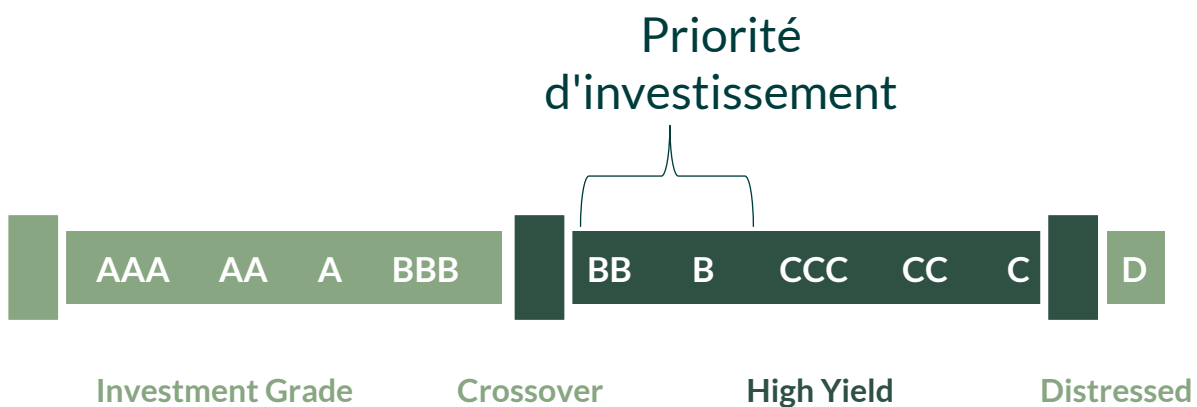 Priorité
d'investissement
AAA AA A BBB BB B CCC CC C D
Investment Grade Crossover High Yield Distressed